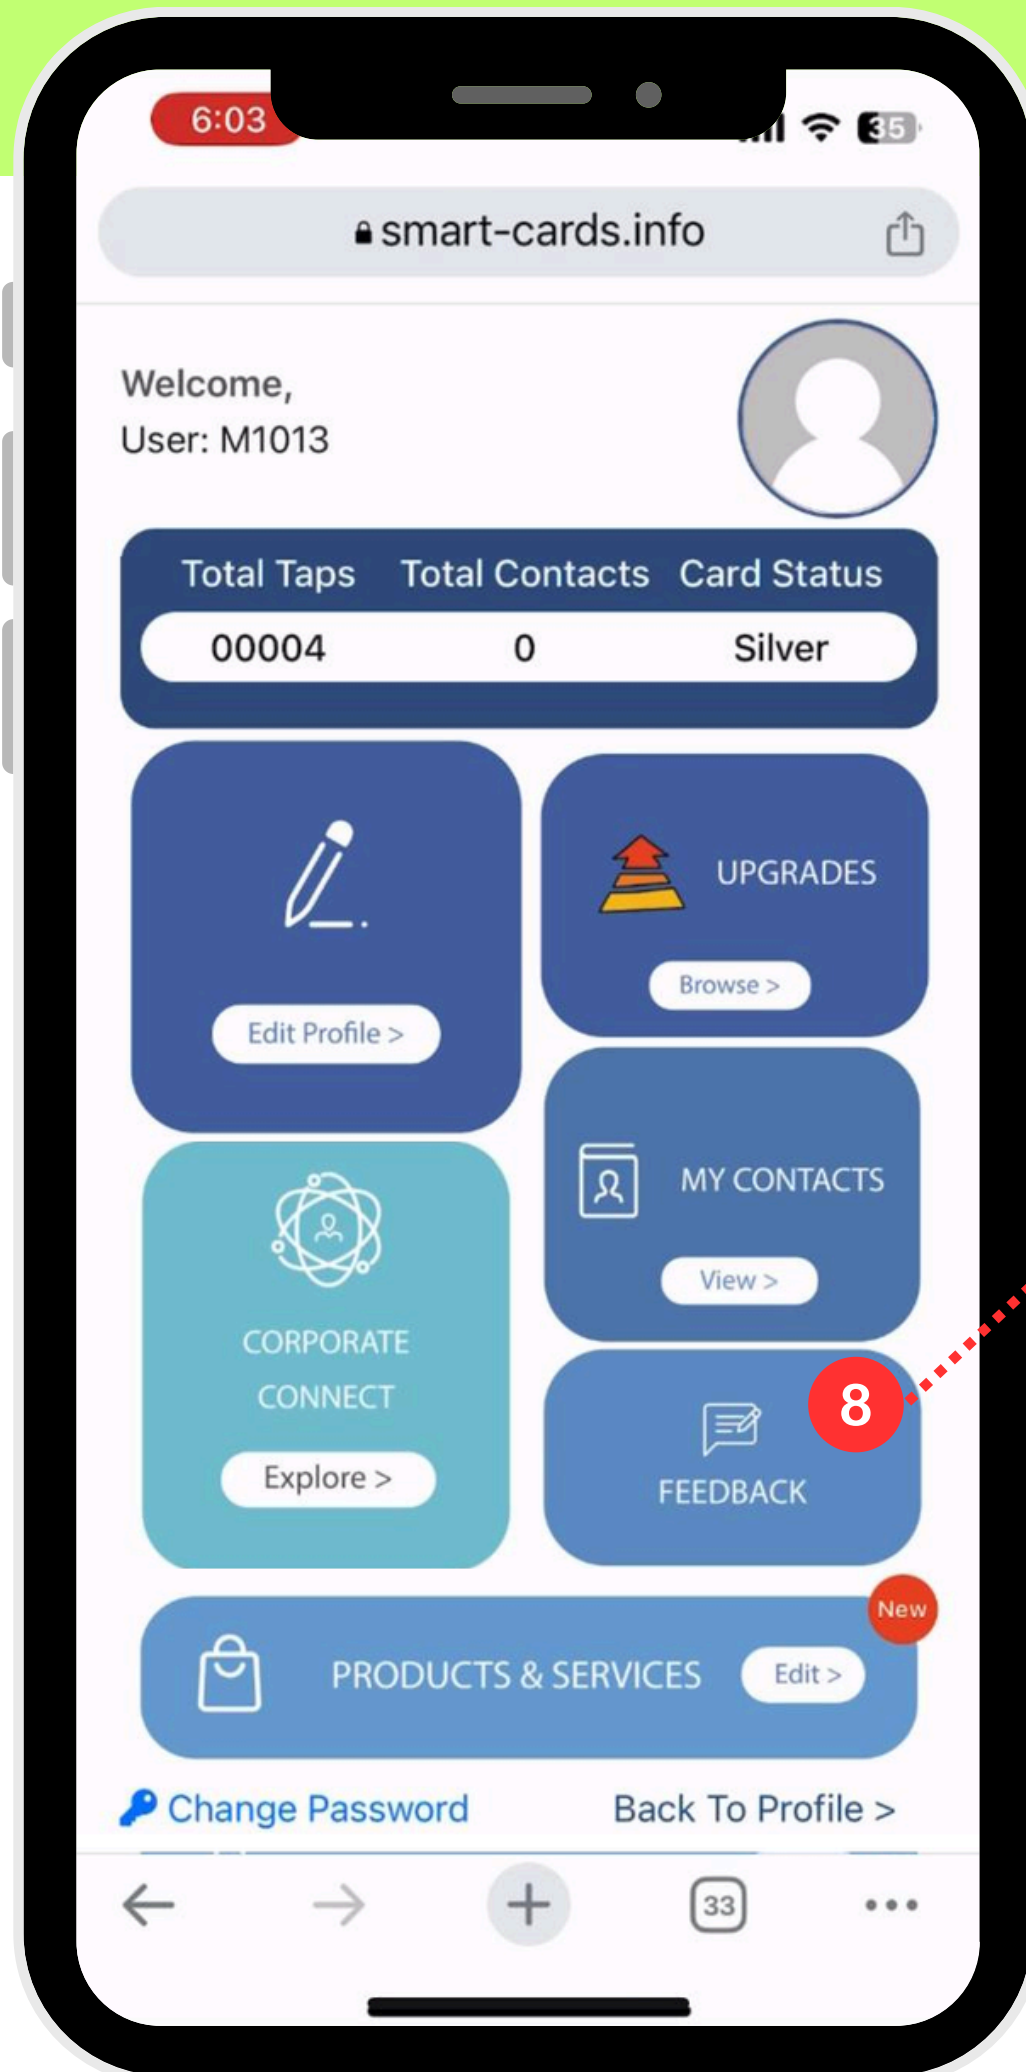 6:03
35
smart-cards.info
Welcome,
User: M1013
Total Taps Total Contacts Card Status
00004 0 Silver
Edit Profile >
UPGRADES
Browse >
MY CONTACTS
View >
CORPORATE
CONNECT
Explore >
8
FEEDBACK
New
PRODUCTS & SERVICES Edit >
Change Password Back To Profile >
33